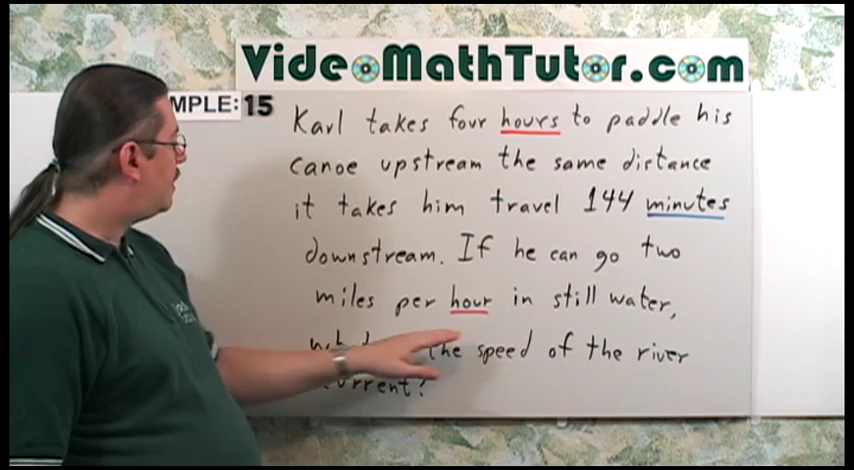 VideoMathTutor.com
MPLE: 15
Karl takes four hours to paddle his
canoe upstream the same distance
it takes him travel 144 minutes
downstream. If he can go two
miles per hour in still water,
the speed of the river
current?